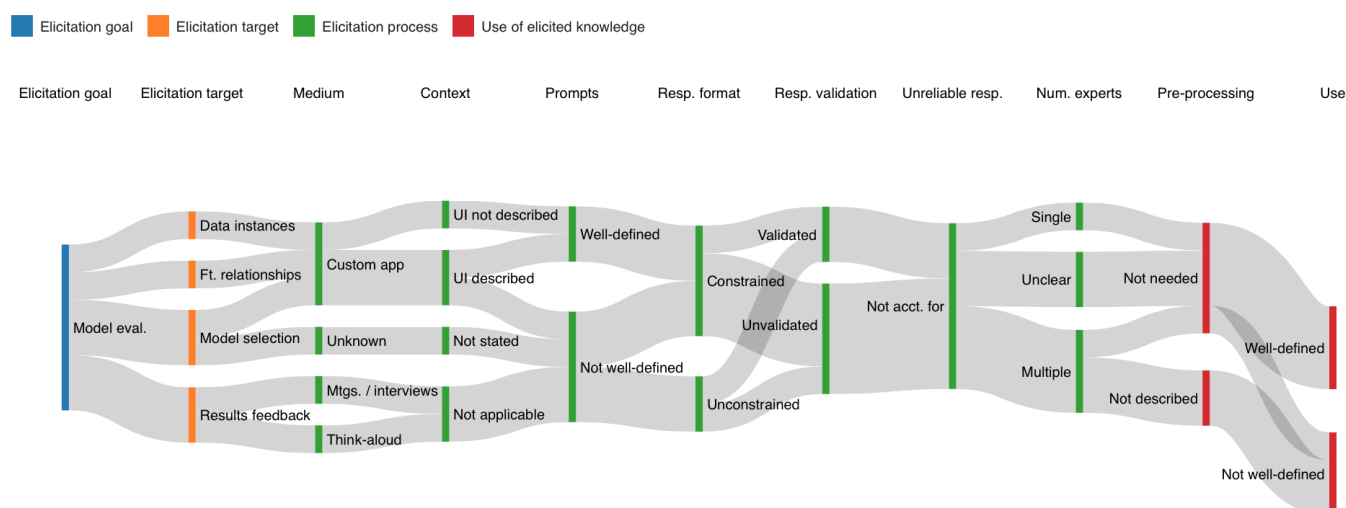 Elicitation goal
Elicitation target
Elicitation process
Use of elicited knowledge
Elicitation goal
Elicitation target
Medium
Context
Prompts
Resp. format
Resp. validation
Unreliable resp.
Num. experts
Pre-processing
Use
Model eval.
Data instances
Ft. relationships
Model selection
Results feedback
Custom app
Unknown
Mtgs. / interviews
Think-aloud
UI not described
UI described
Not stated
Not applicable
Well-defined
Not well-defined
Constrained
Unconstrained
Validated
Unvalidated
Not acct. for
Single
Unclear
Multiple
Not needed
Not described
Well-defined
Not well-defined